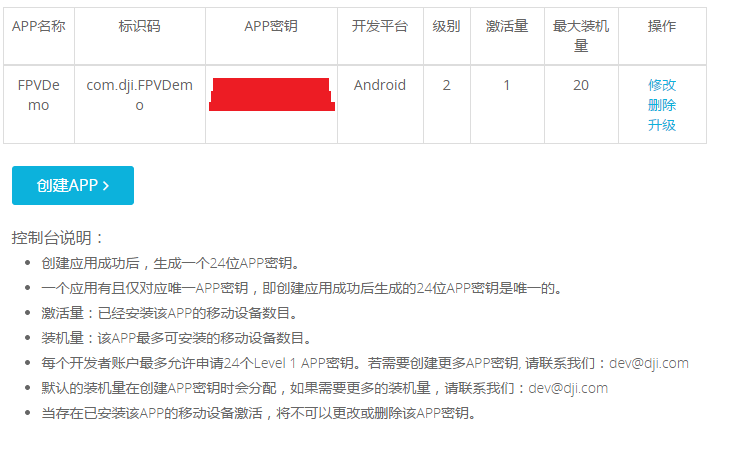 APP名称 标识码 APP密钥 开发平台 级别 激活量 最大装机
量 操作
FPVDe
mo com.dji.FPVDem
o Android 2 1 20 修改
删除
升级
创建APP >
控制台说明：
• 创建应用成功后，生成一个24位APP密钥。
• 一个应用有且仅对应唯一APP密钥，即创建应用成功后生成的24位APP密钥是唯一的。
• 激活量：已经安装该APP的移动设备数目。
• 装机量：该APP最多可安装的移动设备数目。
• 每个开发者账户最多允许申请24个Level 1 APP密钥。若需要创建更多APP密钥, 请联系我们：dev@dji.com
• 默认的装机量在创建APP密钥时会分配，如果需要更多的装机量，请联系我们：dev@dji.com
• 当存在已安装该APP的移动设备激活，将不可以更改或删除该APP密钥。